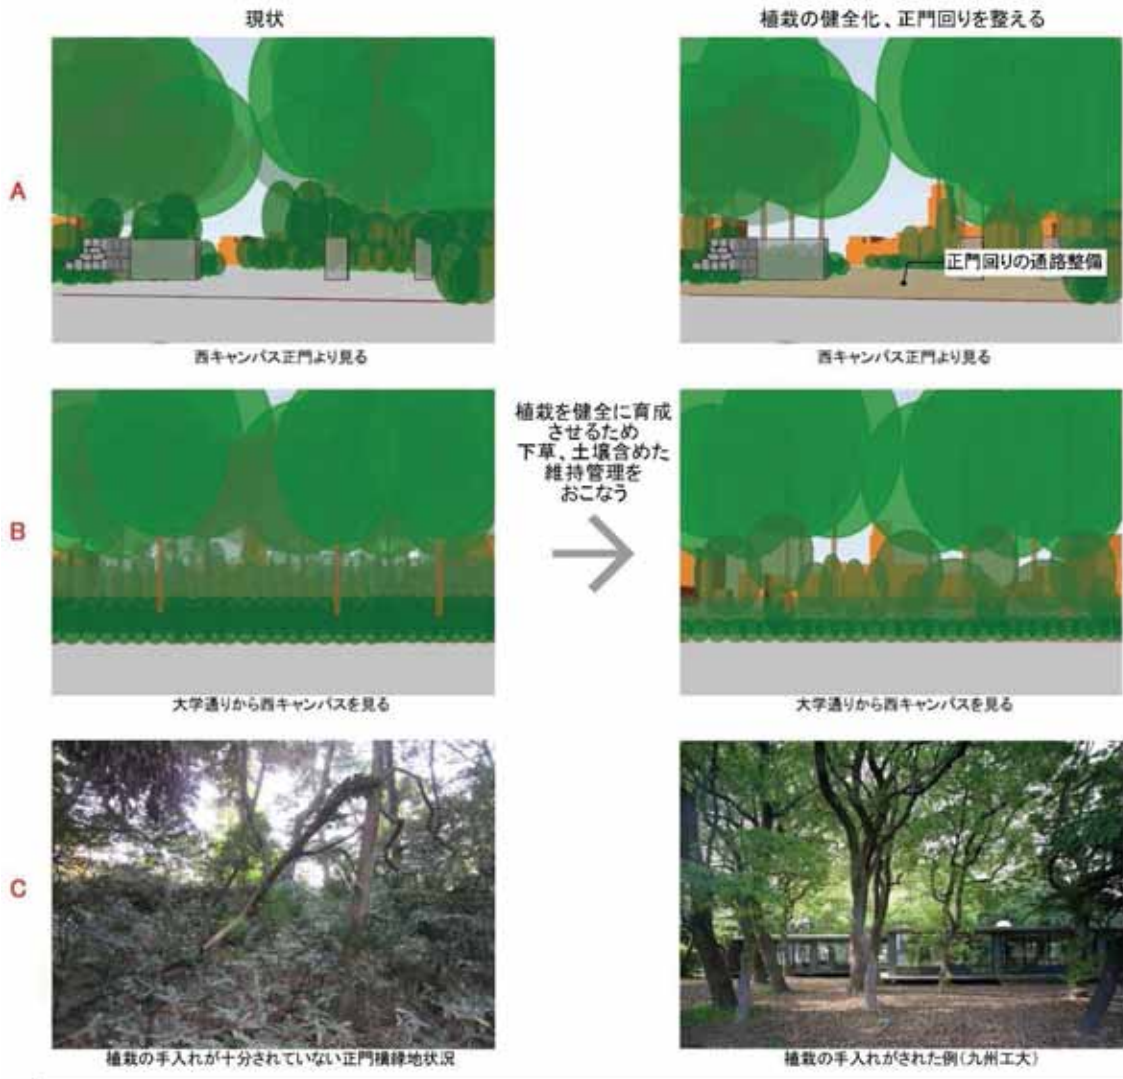 現状
植栽の健全化、正門回りを整える
A
正門回りの通路整備
西キャンパス正門より見る
西キャンパス正門より見る
B
植栽を健全に育成
させるため
下草、土壌含めた
維持管理を
おこなう
大学通りから西キャンパスを見る
大学通りから西キャンパスを見る
C
植栽の手入れが十分されていない正門横緑地状況
植栽の手入れがされた例(九州工大)